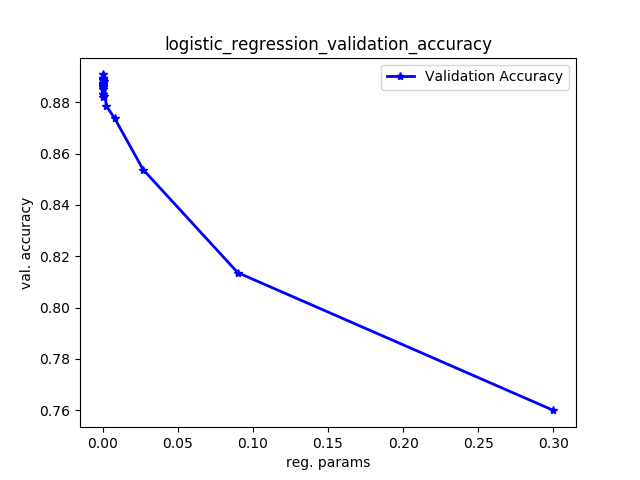 logistic_regression_validation_accuracy
Validation Accuracy
val. accuracy
0.88
0.86
0.84
0.82
0.80
0.78
0.76
0.00 0.05 0.10 0.15 0.20 0.25 0.30
reg. params